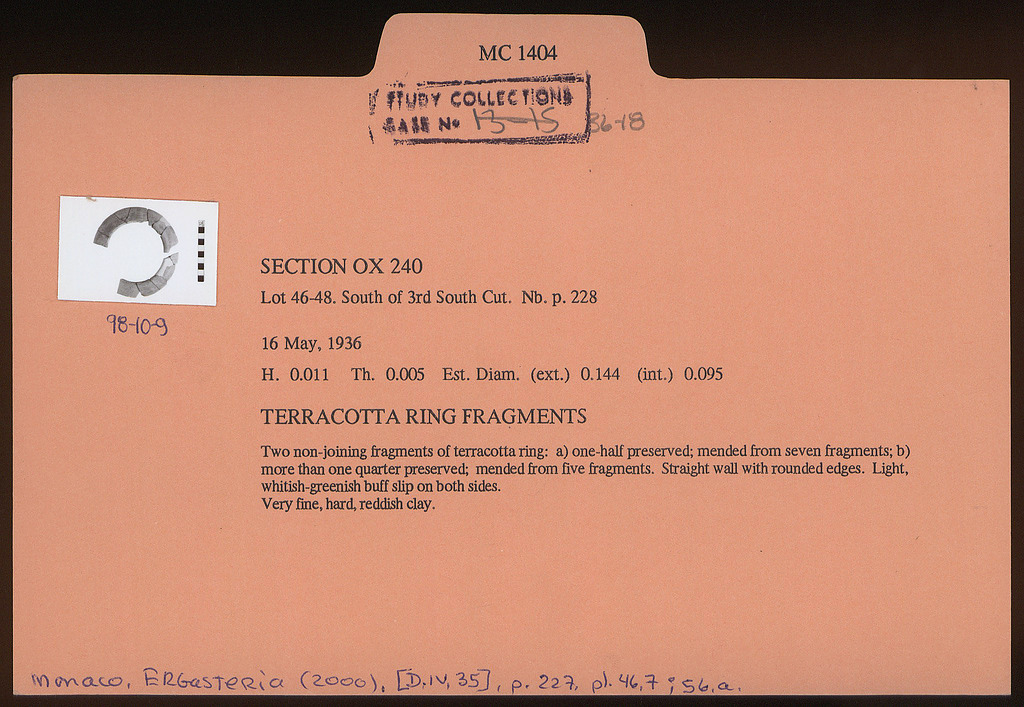 MC 1404
STUDY COLLECTIONS
CASE No 13-15 36-18
98-10-9
SECTION OX 240
Lot 46-48. South of 3rd South Cut. Nb. p. 228
16 May, 1936
H. 0.011 Th. 0.005 Est. Diam. (ext.) 0.144 (int.) 0.095
TERRACOTTA RING FRAGMENTS
Two non-joining fragments of terracotta ring: a) one-half preserved; mended from seven fragments; b)
more than one quarter preserved; mended from five fragments. Straight wall with rounded edges. Light,
whitish-greenish buff slip on both sides.
Very fine, hard, reddish clay.
Monaco, ERGasteria (2000), [D.IV, 35], p. 227, pl. 46,7 ; 56,a.